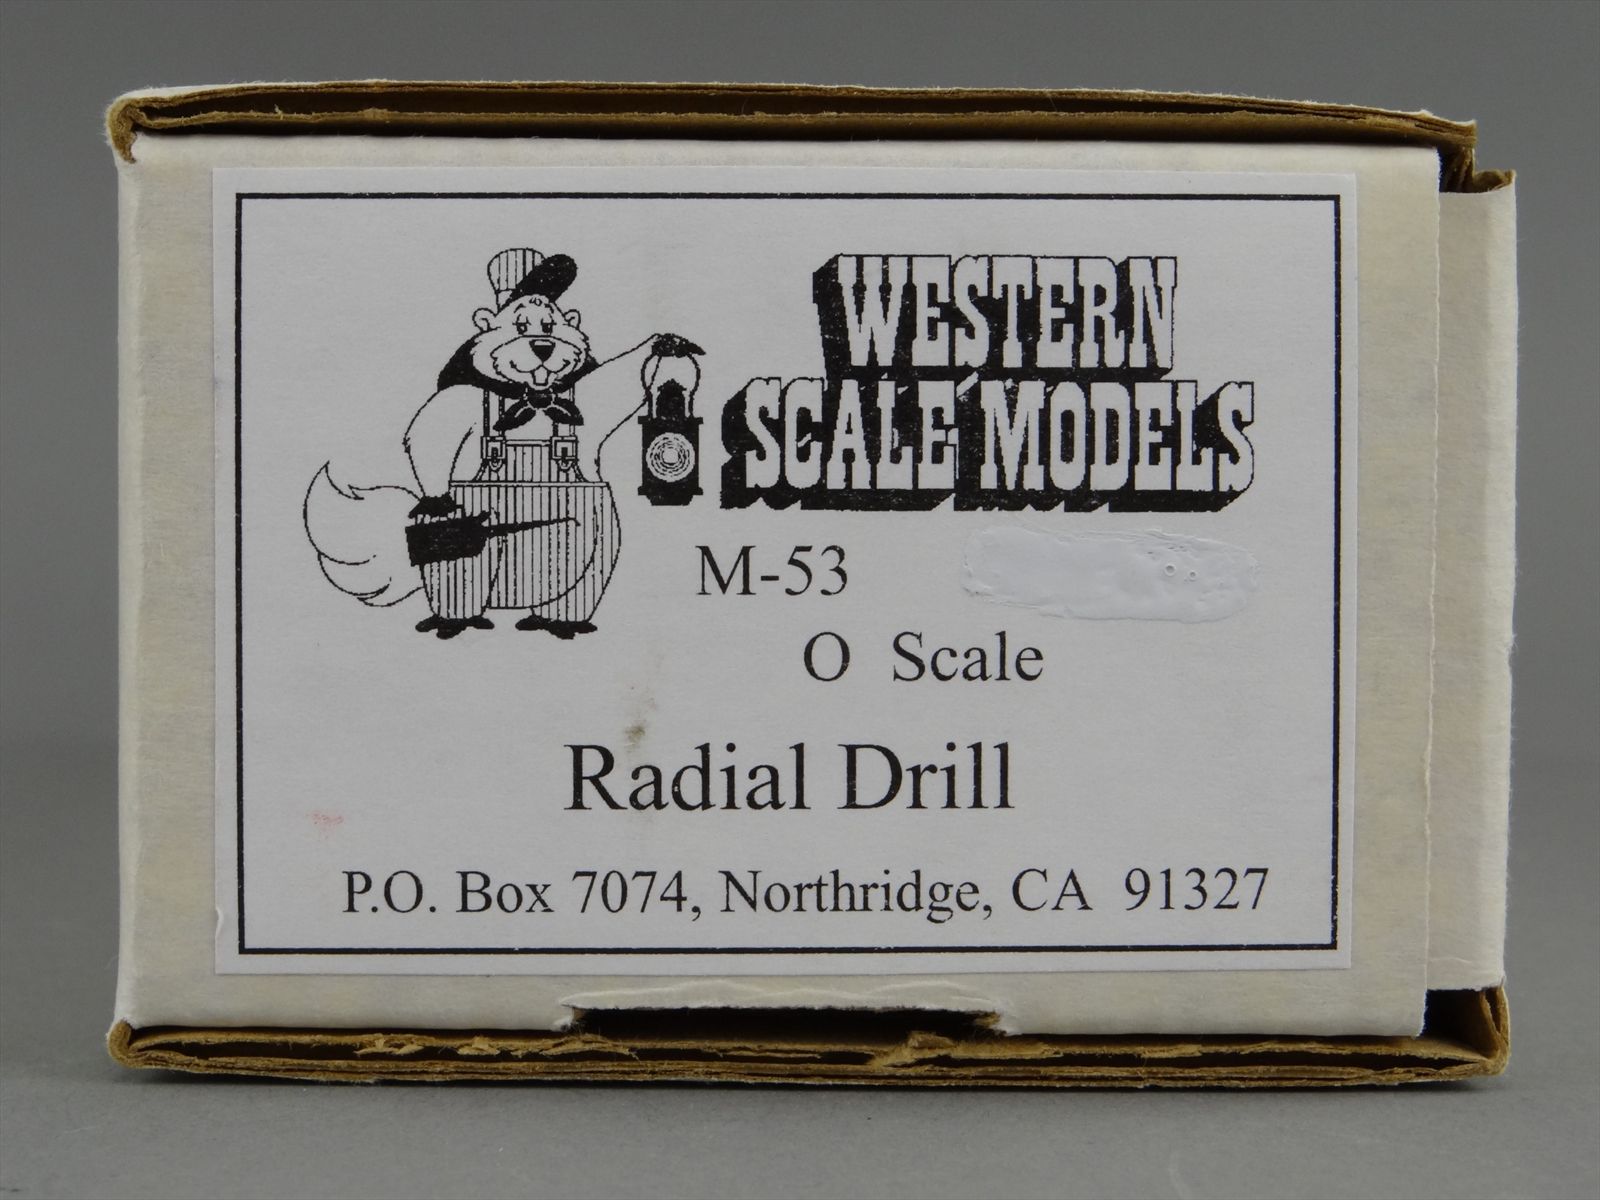 WESTERN
SCALE MODELS
M-53
O Scale
Radial Drill
P.O. Box 7074, Northridge, CA 91327